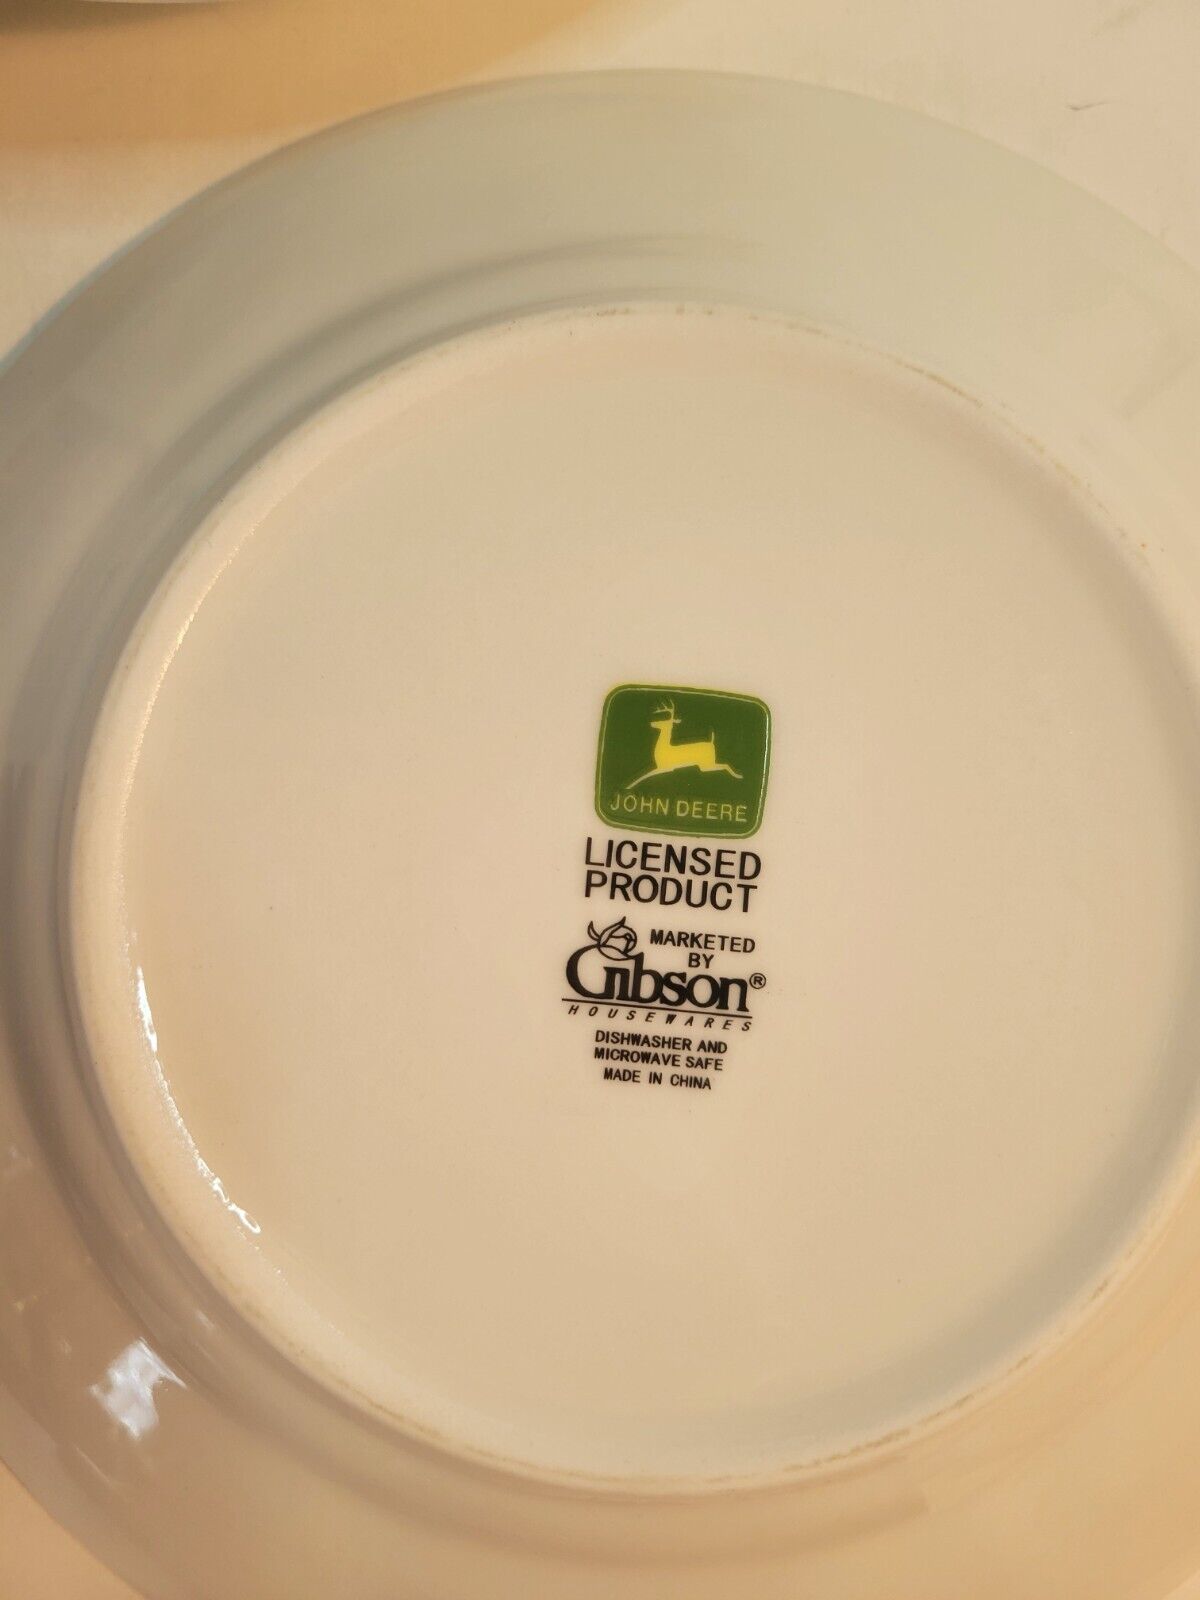 JOHN DEERE
LICENSED
PRODUCT
MARKETED
BY
Gibson®
HOUSEWARES
DISHWASHER AND
MICROWAVE SAFE
MADE IN CHINA